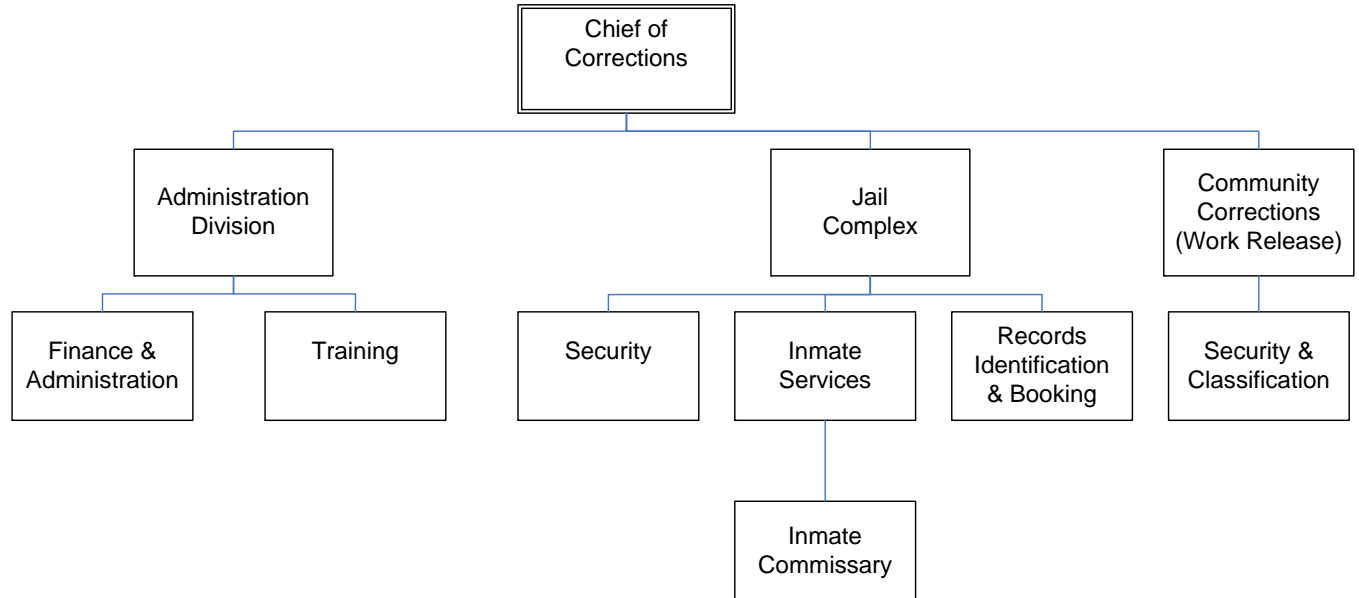 Chief of
Corrections
Administration
Division
Jail
Complex
Community
Corrections
(Work Release)
Finance &
Administration
Training
Security
Inmate
Services
Records
Identification
& Booking
Security &
Classification
Inmate
Commissary